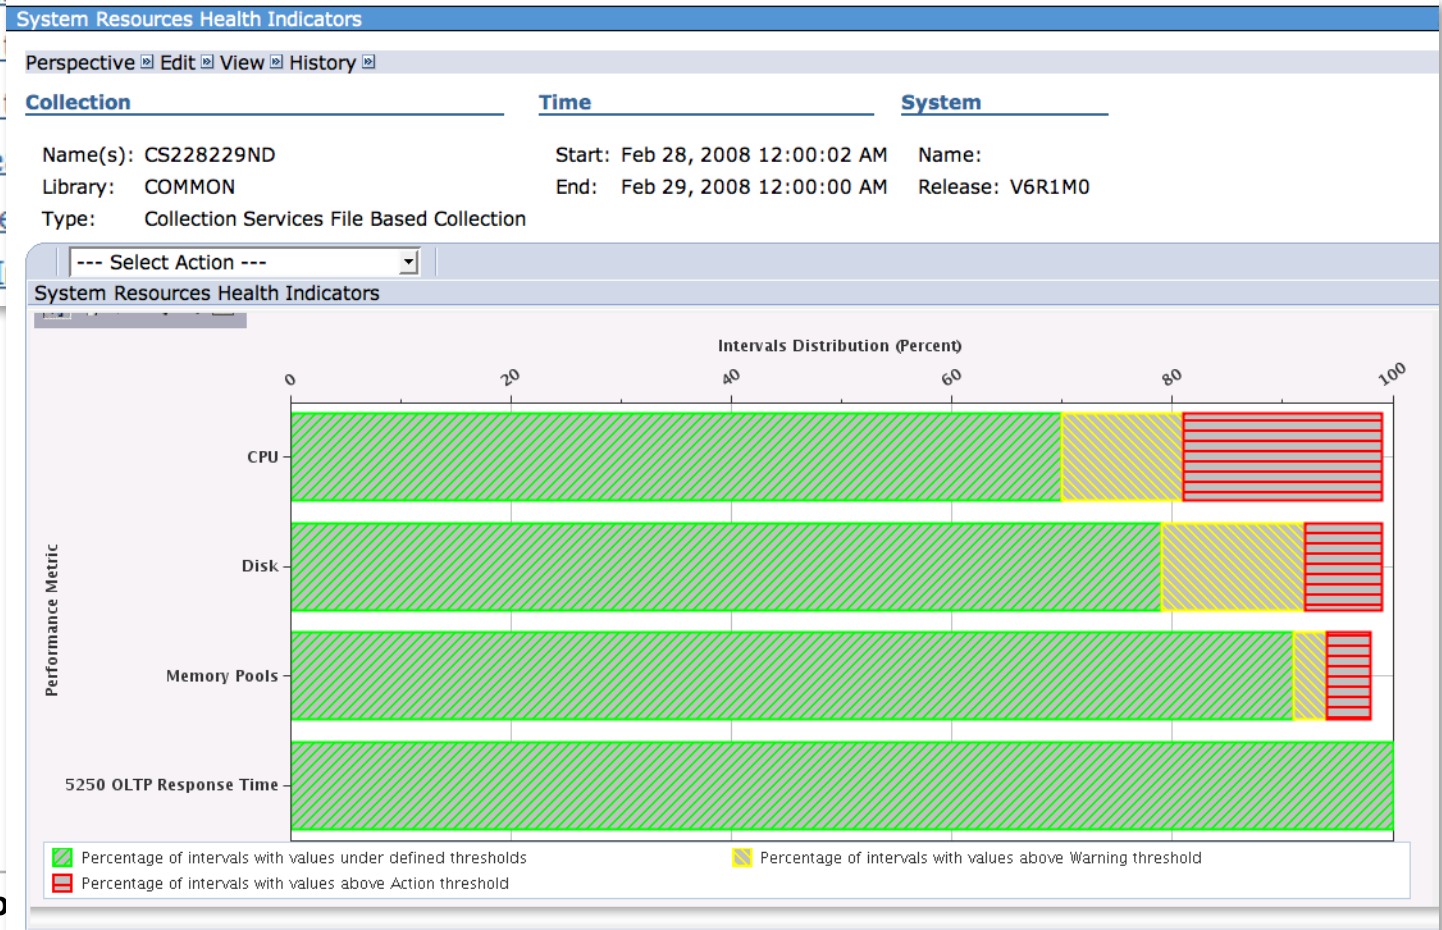 System Resources Health Indicators
Perspective Edit View History
Collection Time System
Name(s): CS228229ND Start: Feb 28, 2008 12:00:02 AM Name:
Library: COMMON End: Feb 29, 2008 12:00:00 AM Release: V6R1M0
Type: Collection Services File Based Collection
--- Select Action ---
System Resources Health Indicators
Intervals Distribution (Percent)
0 20 40 60 80 100
Performance Metric
CPU
Disk
Memory Pools
5250 OLTP Response Time
Percentage of intervals with values under defined thresholds Percentage of intervals with values above Warning threshold
Percentage of intervals with values above Action threshold